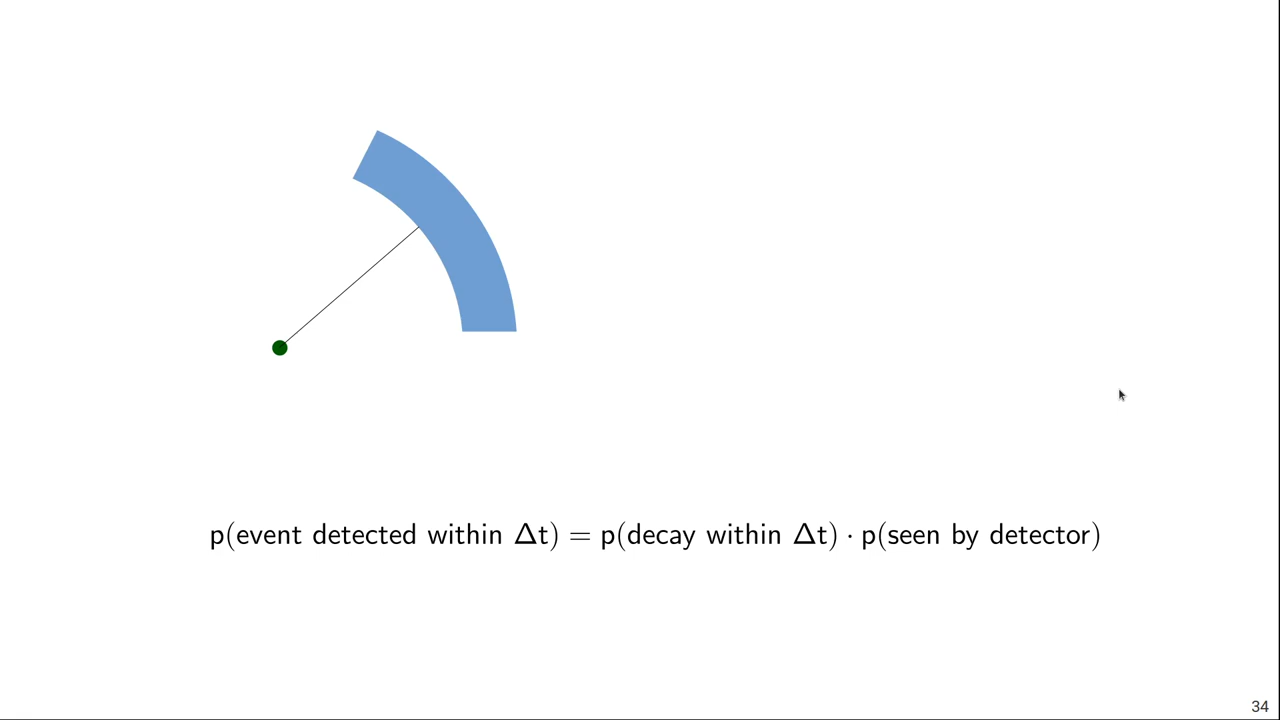 p(event detected within Δt) = p(decay within Δt) · p(seen by detector)
34